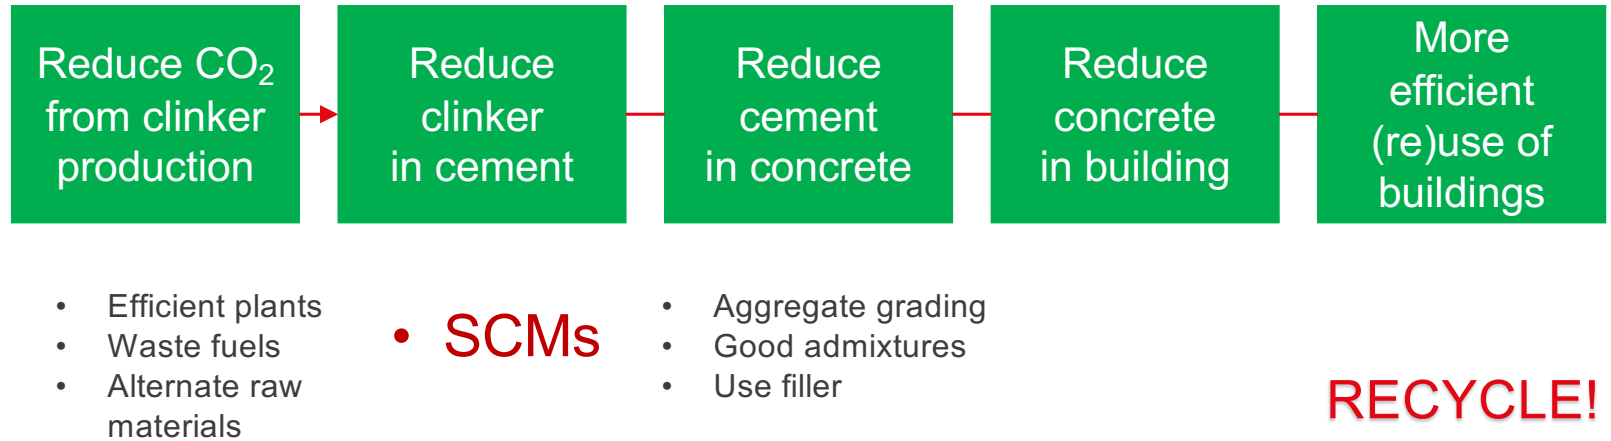 Reduce CO₂
from clinker
production
Reduce
clinker
in cement
Reduce
cement
in concrete
Reduce
concrete
in building
More
efficient
(re)use of
buildings
• Efficient plants
• Waste fuels
• Alternate raw
materials
• SCMs
• Aggregate grading
• Good admixtures
• Use filler
RECYCLE!